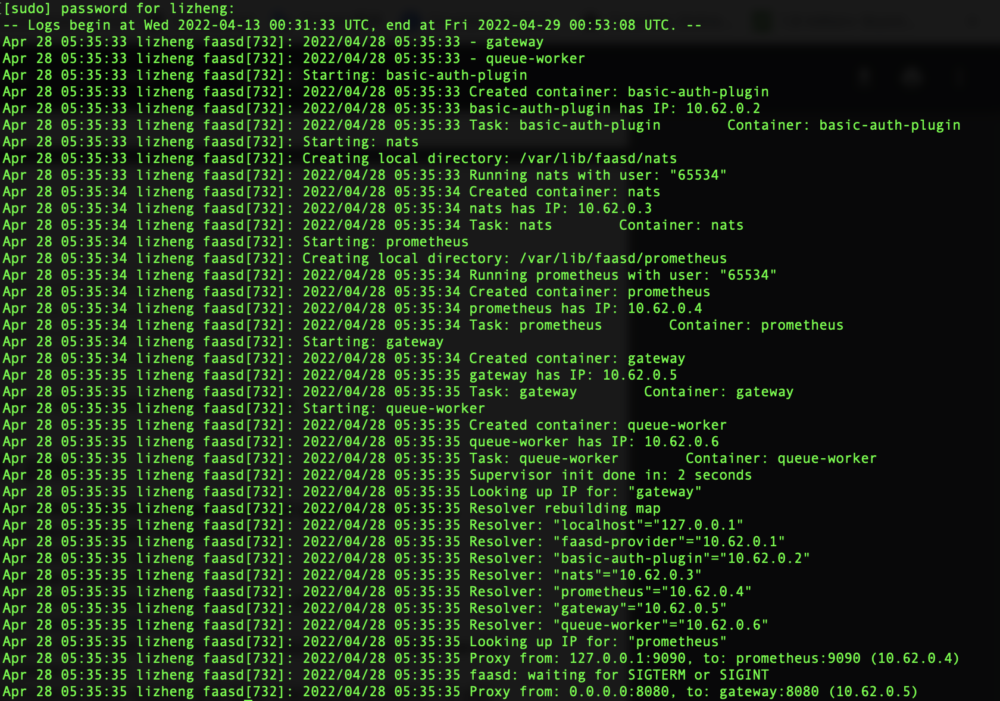 [sudo] password for lizheng:
-- Logs begin at Wed 2022-04-13 00:31:33 UTC, end at Fri 2022-04-29 00:53:08 UTC. --
Apr 28 05:35:33 lizheng faasd[732]: 2022/04/28 05:35:33 - gateway
Apr 28 05:35:33 lizheng faasd[732]: 2022/04/28 05:35:33 - queue-worker
Apr 28 05:35:33 lizheng faasd[732]: Starting: basic-auth-plugin
Apr 28 05:35:33 lizheng faasd[732]: 2022/04/28 05:35:33 Created container: basic-auth-plugin
Apr 28 05:35:33 lizheng faasd[732]: 2022/04/28 05:35:33 basic-auth-plugin has IP: 10.62.0.2
Apr 28 05:35:33 lizheng faasd[732]: 2022/04/28 05:35:33 Task: basic-auth-plugin        Container: basic-auth-plugin
Apr 28 05:35:33 lizheng faasd[732]: Starting: nats
Apr 28 05:35:33 lizheng faasd[732]: Creating local directory: /var/lib/faasd/nats
Apr 28 05:35:33 lizheng faasd[732]: 2022/04/28 05:35:33 Running nats with user: "65534"
Apr 28 05:35:34 lizheng faasd[732]: 2022/04/28 05:35:34 Created container: nats
Apr 28 05:35:34 lizheng faasd[732]: 2022/04/28 05:35:34 nats has IP: 10.62.0.3
Apr 28 05:35:34 lizheng faasd[732]: 2022/04/28 05:35:34 Task: nats        Container: nats
Apr 28 05:35:34 lizheng faasd[732]: Starting: prometheus
Apr 28 05:35:34 lizheng faasd[732]: Creating local directory: /var/lib/faasd/prometheus
Apr 28 05:35:34 lizheng faasd[732]: 2022/04/28 05:35:34 Running prometheus with user: "65534"
Apr 28 05:35:34 lizheng faasd[732]: 2022/04/28 05:35:34 Created container: prometheus
Apr 28 05:35:34 lizheng faasd[732]: 2022/04/28 05:35:34 prometheus has IP: 10.62.0.4
Apr 28 05:35:34 lizheng faasd[732]: 2022/04/28 05:35:34 Task: prometheus        Container: prometheus
Apr 28 05:35:34 lizheng faasd[732]: Starting: gateway
Apr 28 05:35:34 lizheng faasd[732]: 2022/04/28 05:35:34 Created container: gateway
Apr 28 05:35:35 lizheng faasd[732]: 2022/04/28 05:35:35 gateway has IP: 10.62.0.5
Apr 28 05:35:35 lizheng faasd[732]: 2022/04/28 05:35:35 Task: gateway        Container: gateway
Apr 28 05:35:35 lizheng faasd[732]: Starting: queue-worker
Apr 28 05:35:35 lizheng faasd[732]: 2022/04/28 05:35:35 Created container: queue-worker
Apr 28 05:35:35 lizheng faasd[732]: 2022/04/28 05:35:35 queue-worker has IP: 10.62.0.6
Apr 28 05:35:35 lizheng faasd[732]: 2022/04/28 05:35:35 Task: queue-worker        Container: queue-worker
Apr 28 05:35:35 lizheng faasd[732]: 2022/04/28 05:35:35 Supervisor init done in: 2 seconds
Apr 28 05:35:35 lizheng faasd[732]: 2022/04/28 05:35:35 Looking up IP for: "gateway"
Apr 28 05:35:35 lizheng faasd[732]: 2022/04/28 05:35:35 Resolver rebuilding map
Apr 28 05:35:35 lizheng faasd[732]: 2022/04/28 05:35:35 Resolver: "localhost"="127.0.0.1"
Apr 28 05:35:35 lizheng faasd[732]: 2022/04/28 05:35:35 Resolver: "faasd-provider"="10.62.0.1"
Apr 28 05:35:35 lizheng faasd[732]: 2022/04/28 05:35:35 Resolver: "basic-auth-plugin"="10.62.0.2"
Apr 28 05:35:35 lizheng faasd[732]: 2022/04/28 05:35:35 Resolver: "nats"="10.62.0.3"
Apr 28 05:35:35 lizheng faasd[732]: 2022/04/28 05:35:35 Resolver: "prometheus"="10.62.0.4"
Apr 28 05:35:35 lizheng faasd[732]: 2022/04/28 05:35:35 Resolver: "gateway"="10.62.0.5"
Apr 28 05:35:35 lizheng faasd[732]: 2022/04/28 05:35:35 Resolver: "queue-worker"="10.62.0.6"
Apr 28 05:35:35 lizheng faasd[732]: 2022/04/28 05:35:35 Looking up IP for: "prometheus"
Apr 28 05:35:35 lizheng faasd[732]: 2022/04/28 05:35:35 Proxy from: 127.0.0.1:9090, to: prometheus:9090 (10.62.0.4)
Apr 28 05:35:35 lizheng faasd[732]: 2022/04/28 05:35:35 faasd: waiting for SIGTERM or SIGINT
Apr 28 05:35:35 lizheng faasd[732]: 2022/04/28 05:35:35 Proxy from: 0.0.0.0:8080, to: gateway:8080 (10.62.0.5)